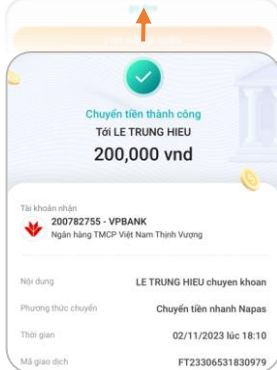 Chuyển tiền thành công
Tới LE TRUNG HIEU
200,000 vnd
Tài khoản nhận
200782755 - VPBANK
Ngân hàng TMCP Việt Nam Thịnh Vượng
Nội dung
LE TRUNG HIEU chuyen khoan
Phương thức chuyển
Chuyển tiền nhanh Napas
Thời gian
02/11/2023 lúc 18:10
Mã giao dịch
FT23306531830979